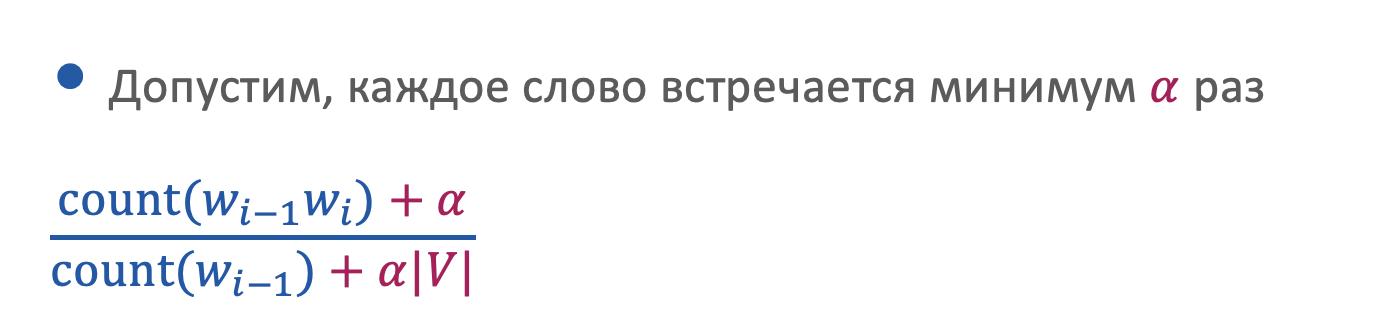 • Допустим, каждое слово встречается минимум α раз
count(wᵢ₋₁wᵢ) + α
count(wᵢ₋₁) + α|V|